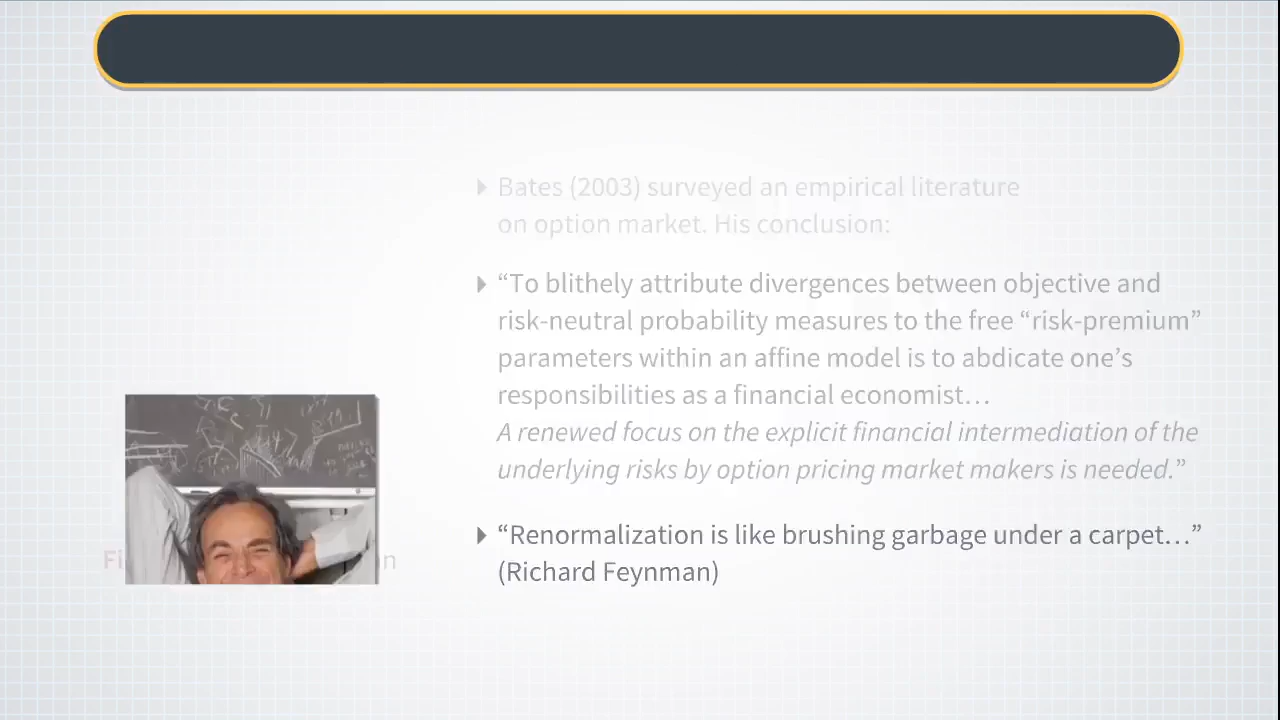 Bates (2003) surveyed an empirical literature
on option market. His conclusion:
“To blithely attribute divergences between objective and
risk-neutral probability measures to the free “risk-premium”
parameters within an affine model is to abdicate one’s
responsibilities as a financial economist…
A renewed focus on the explicit financial intermediation of the
underlying risks by option pricing market makers is needed.”
“Renormalization is like brushing garbage under a carpet…”
(Richard Feynman)